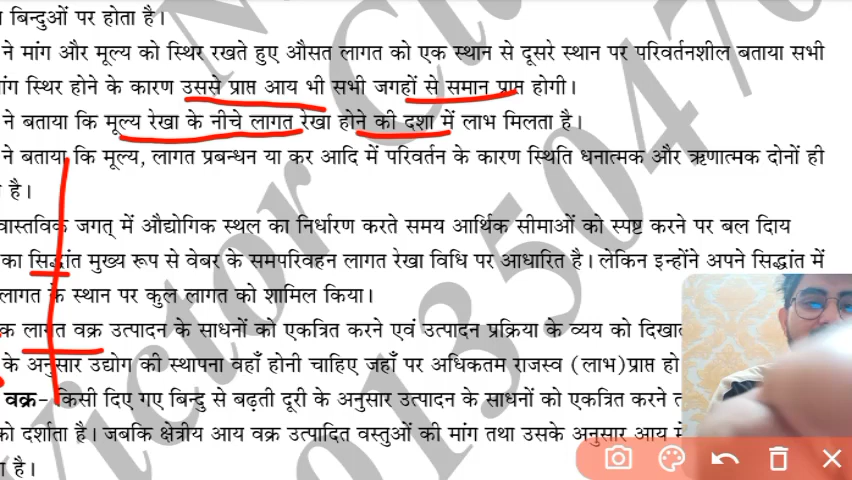 बिन्दुओं पर होता है।
ने मांग और मूल्य को स्थिर रखते हुए औसत लागत को एक स्थान से दूसरे स्थान पर परिवर्तनशील बताया सभी
स्थिर होने के कारण उससे प्राप्त आय भी सभी जगहों से समान प्राप्त होगी।
ने बताया कि मूल्य रेखा के नीचे लागत रेखा होने की दशा में लाभ मिलता है।
ने बताया कि मूल्य, लागत प्रबन्धन या कर आदि में परिवर्तन के कारण स्थिति धनात्मक और ऋणात्मक दोनों ही
है।
वास्तविक जगत् में औद्योगिक स्थल का निर्धारण करते समय आर्थिक सीमाओं को स्पष्ट करने पर बल दिाय
का सिद्धांत मुख्य रूप से वेबर के समपरिवहन लागत रेखा विधि पर आधारित है। लेकिन इन्होंने अपने सिद्धांत में
लागत के स्थान पर कुल लागत को शामिल किया।
क लागत वक्र उत्पादन के साधनों को एकत्रित करने एवं उत्पादन प्रक्रिया के व्यय को
के अनुसार उद्योग की स्थापना वहाँ होनी चाहिए जहाँ पर अधिकतम राजस्व (लाभ)प्राप्त हो
वक्र- किसी दिए गए बिन्दु से बढ़ती दूरी के अनुसार उत्पादन के साधनों को एकत्रित करने
को दर्शाता है। जबकि क्षेत्रीय आय वक्र उत्पादित वस्तुओं की मांग तथा उसके अनुसार आय
है।
Victor